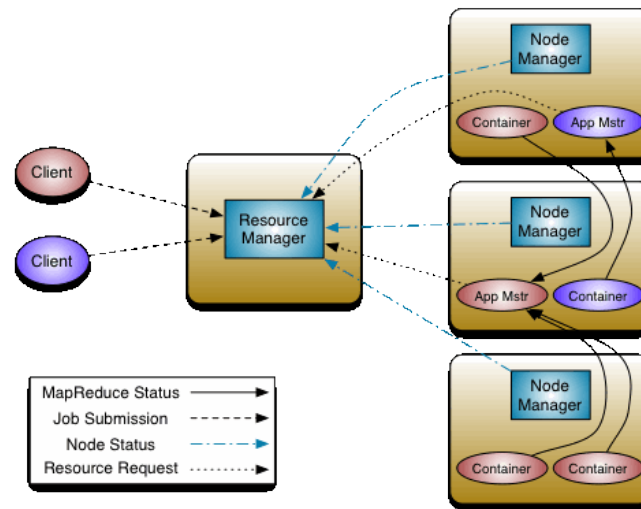 Node
Manager
Container
App Mstr
Client
Resource
Manager
Node
Manager
Client
App Mstr
Container
Node
Manager
MapReduce Status
Job Submission
Node Status
Resource Request
Container
Container